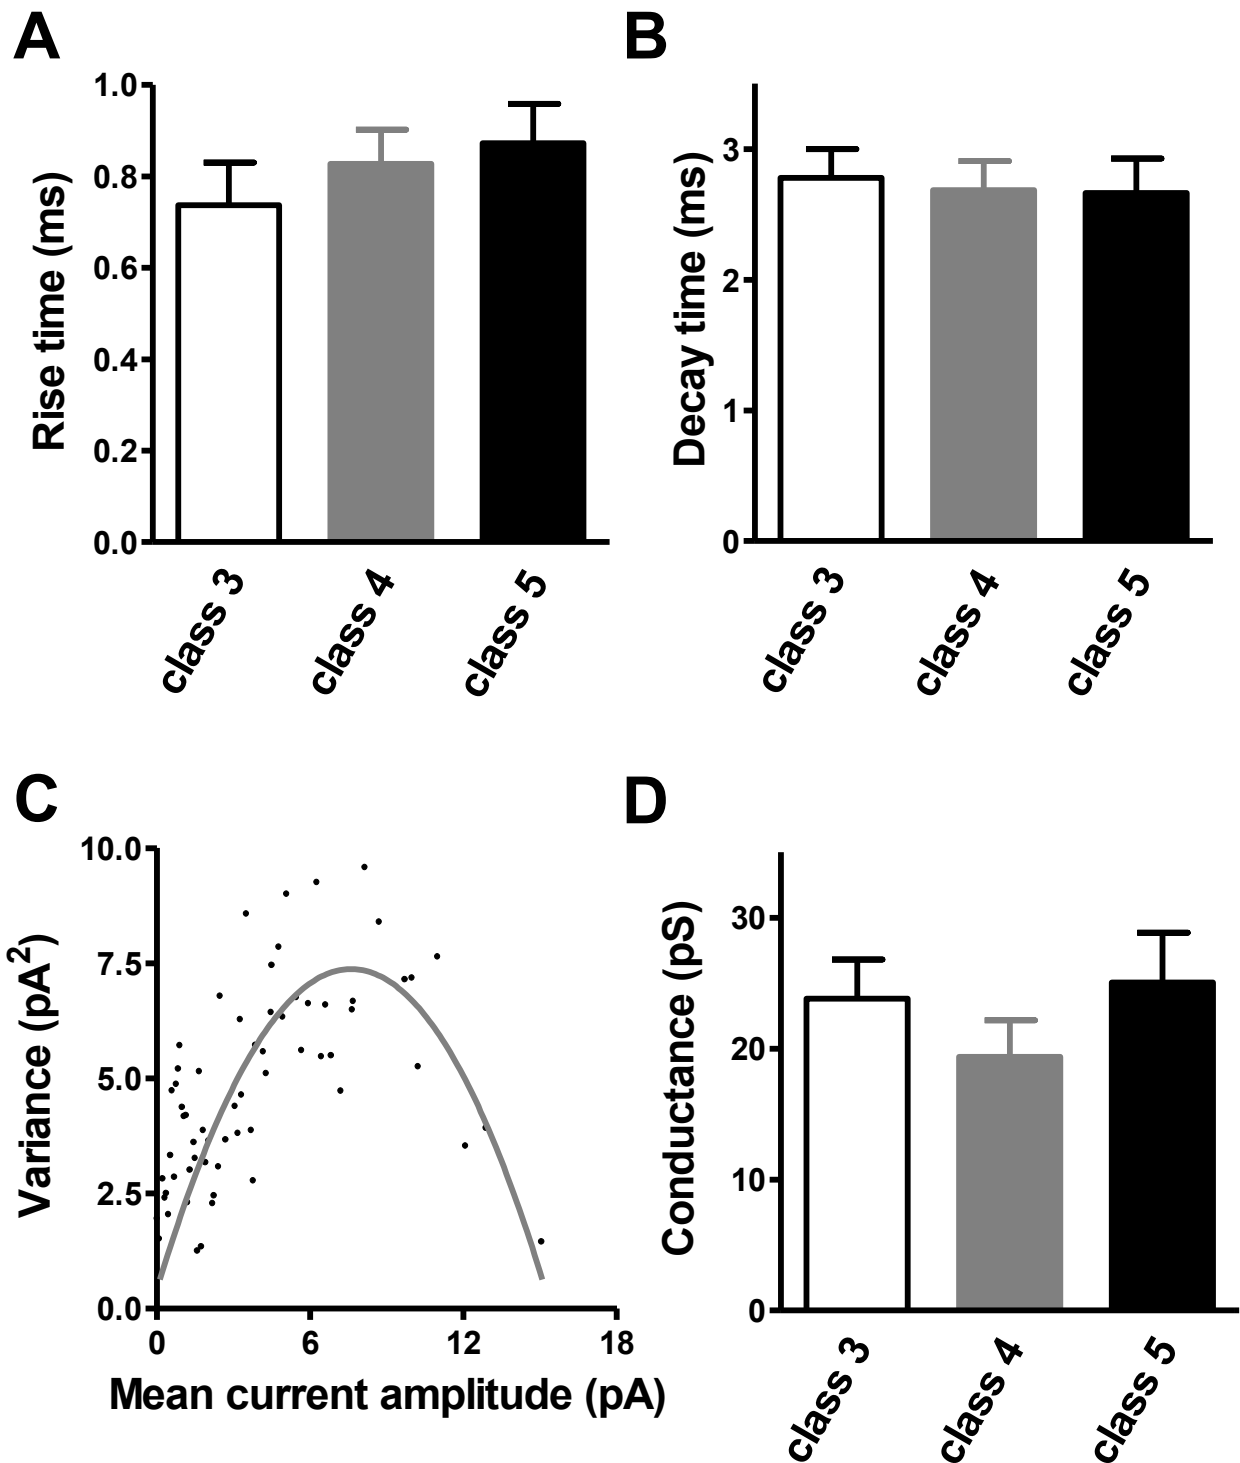 A
Rise time (ms)
1.0
0.8
0.6
0.4
0.2
0.0
class 3
class 4
class 5
B
Decay time (ms)
3
2
1
0
class 3
class 4
class 5
C
Variance (pA²)
10.0
7.5
5.0
2.5
0.0
0 6 12 18
Mean current amplitude (pA)
D
Conductance (pS)
30
20
10
0
class 3
class 4
class 5